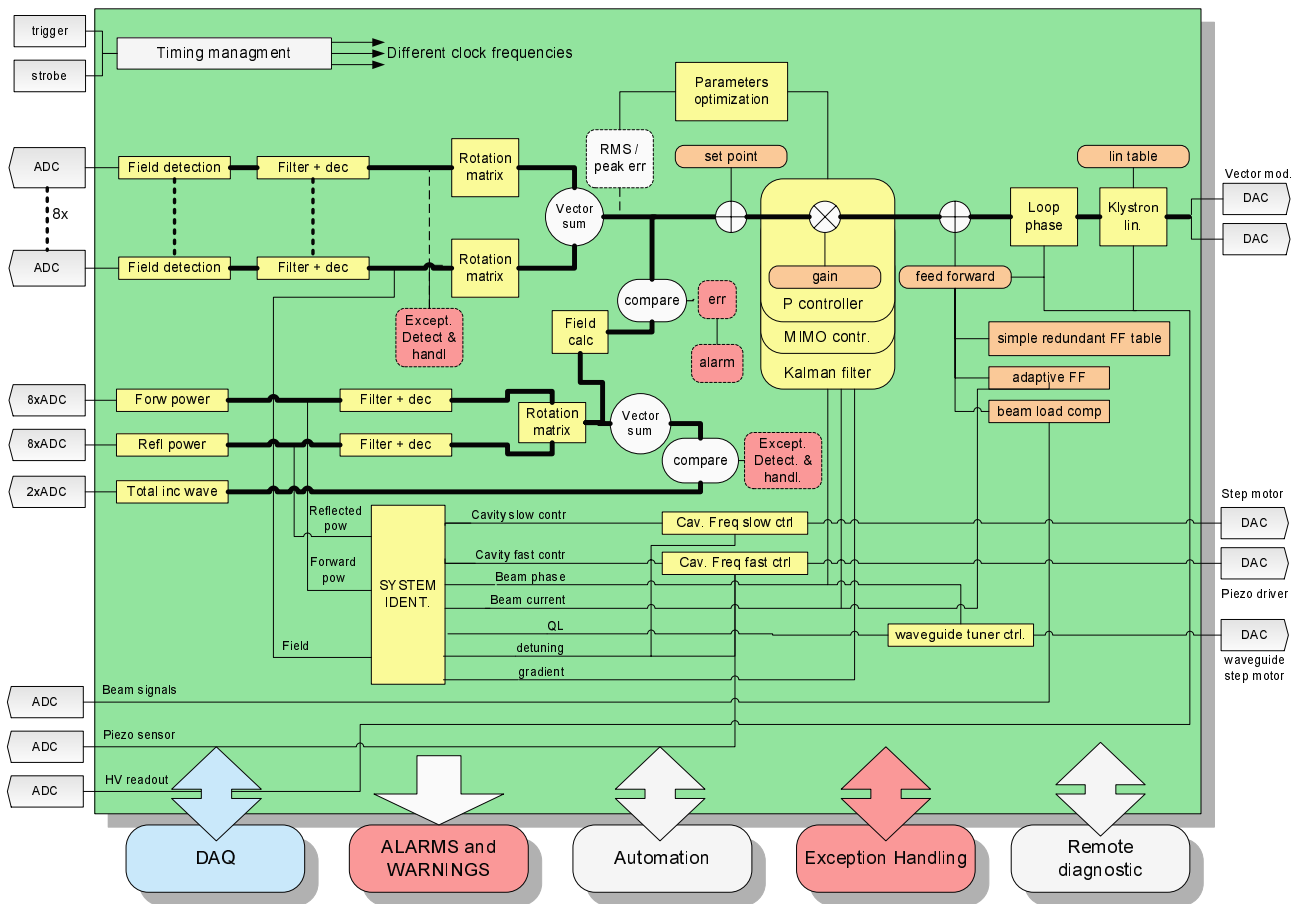 trigger
strobe
Timing managment
Different clock frequencies
Parameters
optimization
RMS /
peak err
set point
lin table
ADC
8x
ADC
Field detection
Filter + dec
Rotation
matrix
Field detection
Filter + dec
Rotation
matrix
Vector
sum
Loop
phase
Klystron
lin.
Vector mod.
DAC
DAC
gain
P controller
MIMO contr.
Kalman filter
feed forward
simple redundant FF table
adaptive FF
beam load comp
compare
err
alarm
Field
calc
Except.
Detect &
handl
8xADC
Forw power
Filter + dec
8xADC
Refl power
Filter + dec
Rotation
matrix
Vector
sum
compare
Except.
Detect. &
handl.
2xADC
Total inc wave
Reflected
pow
Forward
pow
Field
SYSTEM
IDENT.
Cavity slow contr
Cavity fast contr
Beam phase
Beam current
QL
detuning
gradient
Cav. Freq slow ctrl
Cav. Freq fast ctrl
waveguide tuner ctrl.
Step motor
DAC
DAC
Piezo driver
DAC
waveguide
step motor
ADC
Beam signals
ADC
Piezo sensor
ADC
HV readout
DAQ
ALARMS and
WARNINGS
Automation
Exception Handling
Remote
diagnostic